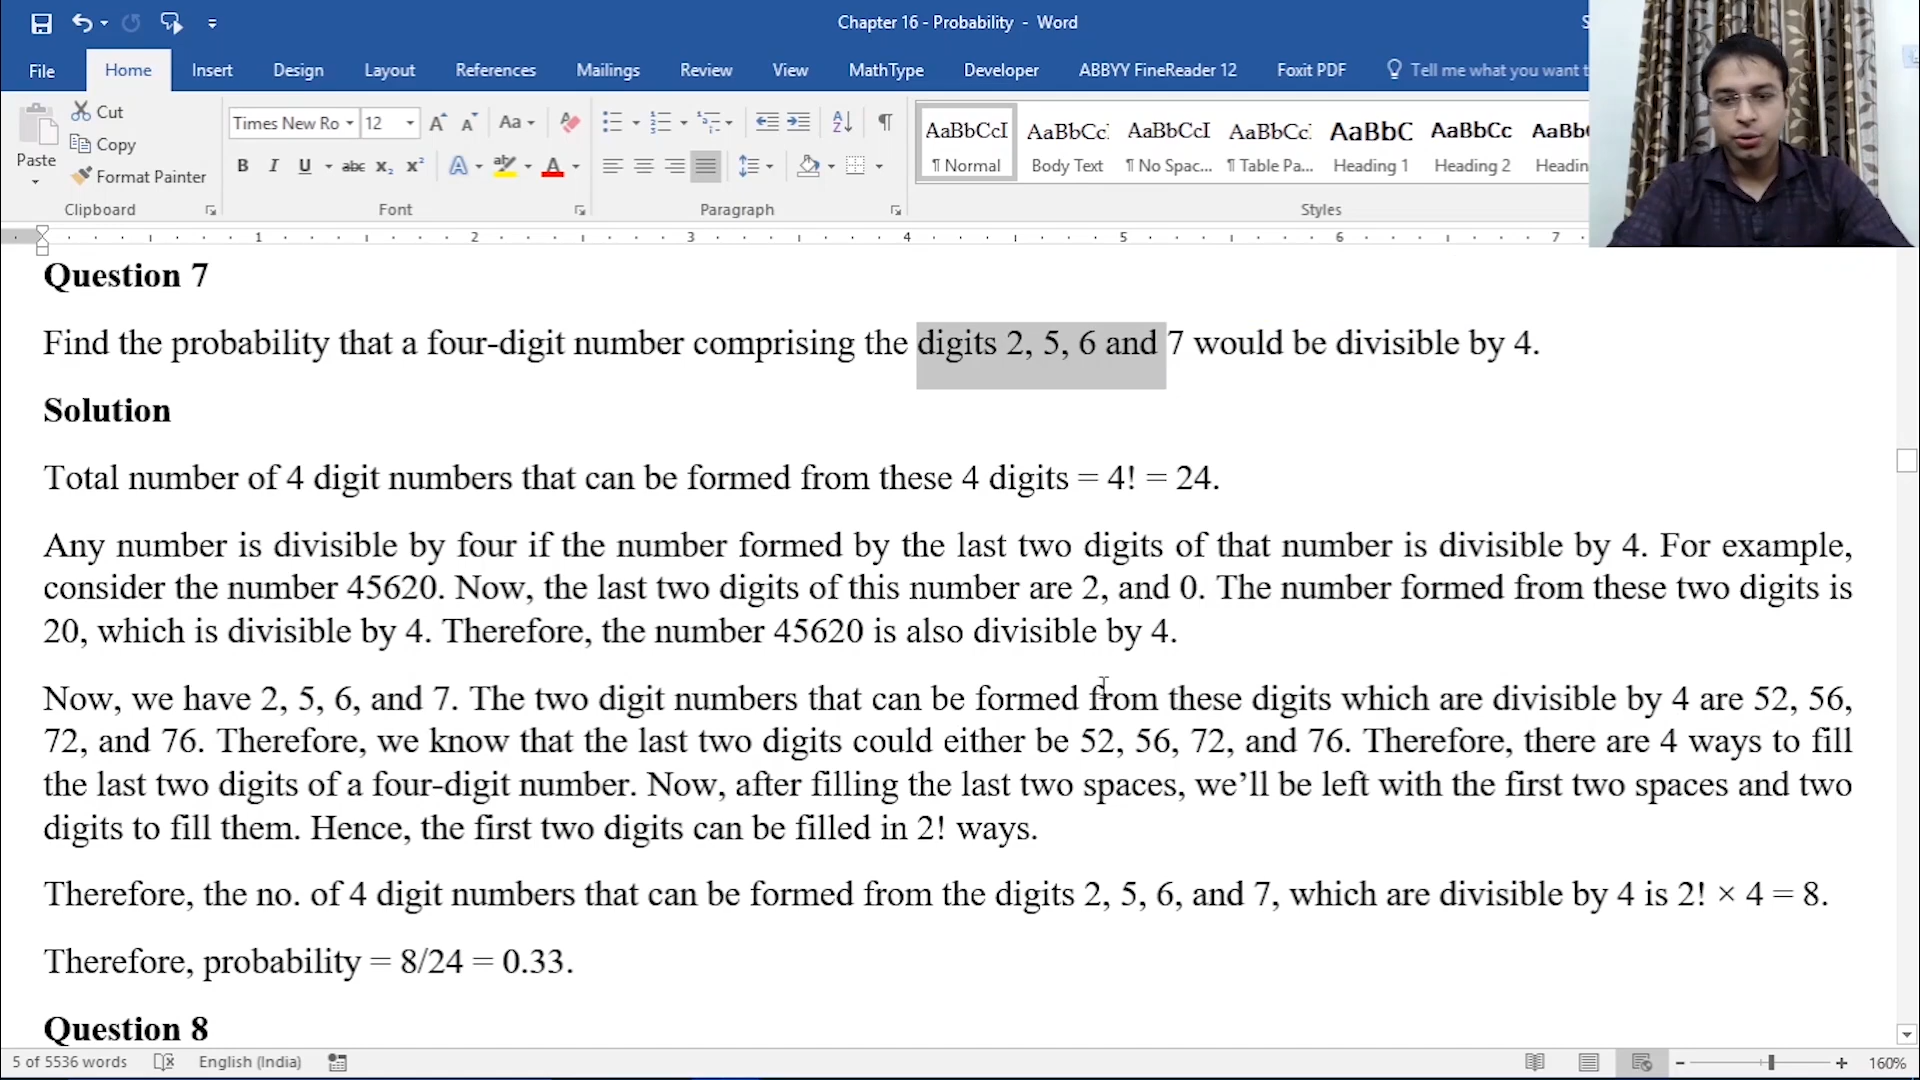 Chapter 16 - Probability - Word
File Home Insert Design Layout References Mailings Review View MathType Developer ABBYY FineReader 12 Foxit PDF Tell me what you want t
Paste
Cut
Copy
Format Painter
Clipboard
Times New Ro 12
Font
Paragraph
AaBbCcI AaBbCc AaBbCcI AaBbCc AaBbC AaBbCc AaBb
¶ Normal Body Text ¶ No Spac... ¶ Table Pa... Heading 1 Heading 2 Headin
Styles
1 2 3 4 5 6 7
Question 7
Find the probability that a four-digit number comprising the digits 2, 5, 6 and 7 would be divisible by 4.
Solution
Total number of 4 digit numbers that can be formed from these 4 digits = 4! = 24.
Any number is divisible by four if the number formed by the last two digits of that number is divisible by 4. For example,
consider the number 45620. Now, the last two digits of this number are 2, and 0. The number formed from these two digits is
20, which is divisible by 4. Therefore, the number 45620 is also divisible by 4.
Now, we have 2, 5, 6, and 7. The two digit numbers that can be formed from these digits which are divisible by 4 are 52, 56,
72, and 76. Therefore, we know that the last two digits could either be 52, 56, 72, and 76. Therefore, there are 4 ways to fill
the last two digits of a four-digit number. Now, after filling the last two spaces, we’ll be left with the first two spaces and two
digits to fill them. Hence, the first two digits can be filled in 2! ways.
Therefore, the no. of 4 digit numbers that can be formed from the digits 2, 5, 6, and 7, which are divisible by 4 is 2! × 4 = 8.
Therefore, probability = 8/24 = 0.33.
Question 8
5 of 5536 words English (India) 160%